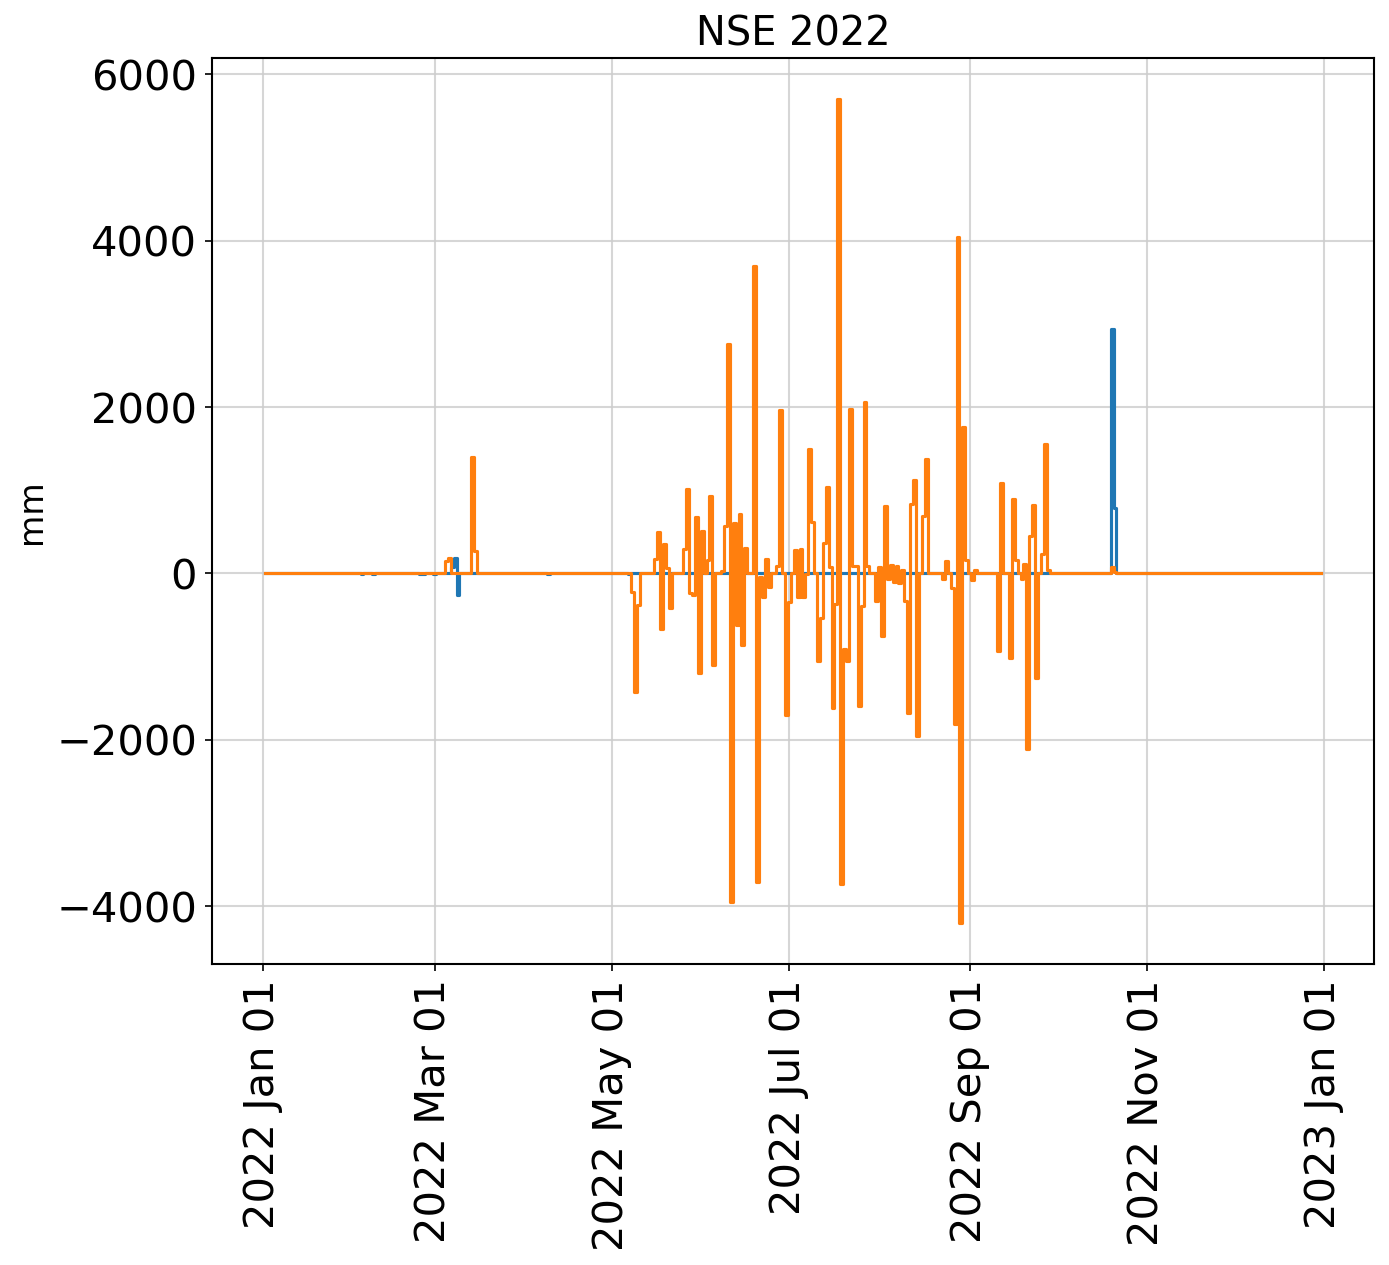 NSE 2022
6000
4000
2000
0
−2000
−4000
mm
2022 Jan 01
2022 Mar 01
2022 May 01
2022 Jul 01
2022 Sep 01
2022 Nov 01
2023 Jan 01